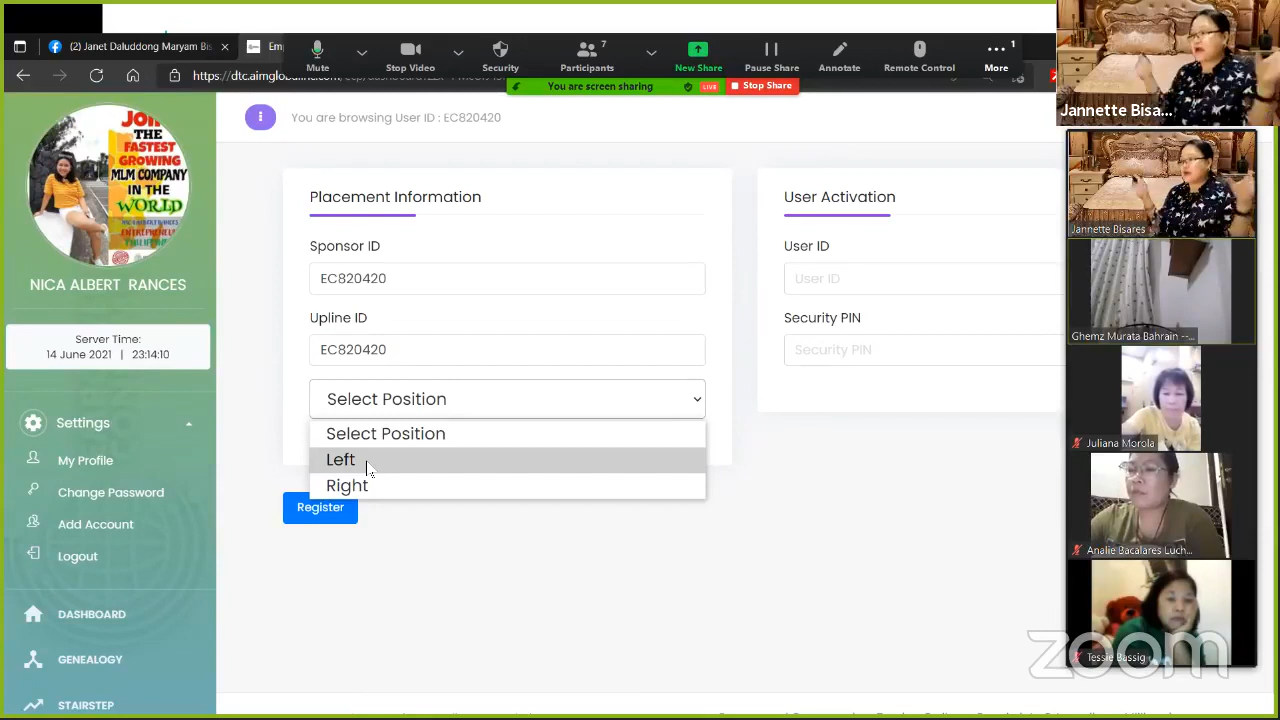 (2) Janet Daluddong Maryam Bi
Em
https://dtc.aimglobalinc.
Mute
Stop Video
Security
7
Participants
New Share
Pause Share
Annotate
Remote Control
1
More
You are screen sharing
LIVE
Stop Share
Jannette Bisa...
JOIN
THE
FASTEST
GROWING
MLM COMPANY
IN THE
WORLD
NICA ALBERT RANCES
Server Time:
14 June 2021 | 23:14:10
Settings
My Profile
Change Password
Add Account
Logout
DASHBOARD
GENEALOGY
STAIRSTEP
You are browsing User ID : EC820420
Placement Information
Sponsor ID
EC820420
Upline ID
EC820420
Select Position
Select Position
Left
Right
Register
User Activation
User ID
User ID
Security PIN
Security PIN
Jannette Bisares
Ghemz Murata Bahrain --...
Juliana Morola
Analie Bacalares Luch...
Tessie Bassig
zoom